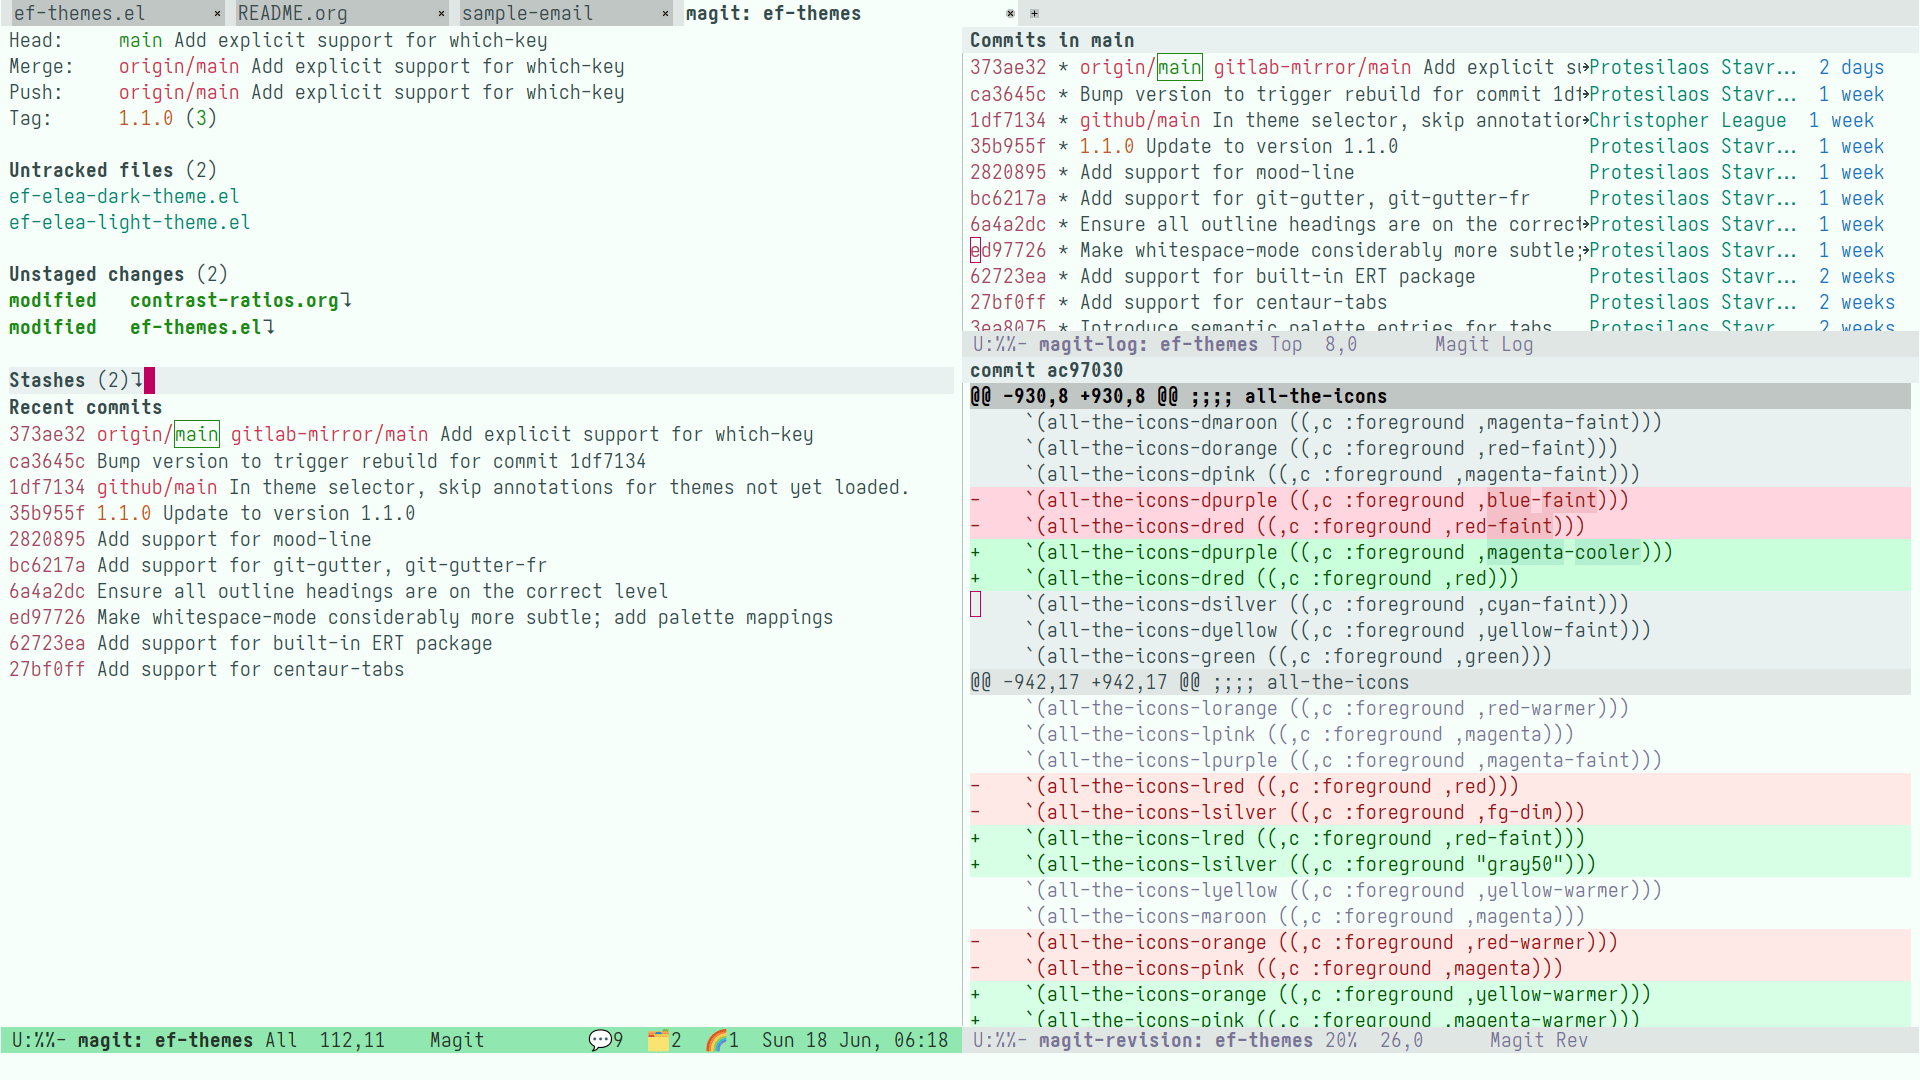 ef-themes.el × README.org × sample-email × magit: ef-themes ⊗ +
Head:     main Add explicit support for which-key
Merge:    origin/main Add explicit support for which-key
Push:     origin/main Add explicit support for which-key
Tag:      1.1.0 (3)
Untracked files (2)
ef-elea-dark-theme.el
ef-elea-light-theme.el
Unstaged changes (2)
modified   contrast-ratios.org
modified   ef-themes.el
Stashes (2)
Recent commits
373ae32 origin/main gitlab-mirror/main Add explicit support for which-key
ca3645c Bump version to trigger rebuild for commit 1df7134
1df7134 github/main In theme selector, skip annotations for themes not yet loaded.
35b955f 1.1.0 Update to version 1.1.0
2820895 Add support for mood-line
bc6217a Add support for git-gutter, git-gutter-fr
6a4a2dc Ensure all outline headings are on the correct level
ed97726 Make whitespace-mode considerably more subtle; add palette mappings
62723ea Add support for built-in ERT package
27bf0ff Add support for centaur-tabs
U:%%- magit: ef-themes All  112,11    Magit    💬9  🗂️2  🌈1  Sun 18 Jun, 06:18
Commits in main
373ae32 * origin/main gitlab-mirror/main Add explicit su→Protesilaos Stavr...  2 days
ca3645c * Bump version to trigger rebuild for commit 1df→Protesilaos Stavr...  1 week
1df7134 * github/main In theme selector, skip annotation→Christopher League  1 week
35b955f * 1.1.0 Update to version 1.1.0 Protesilaos Stavr...  1 week
2820895 * Add support for mood-line Protesilaos Stavr...  1 week
bc6217a * Add support for git-gutter, git-gutter-fr Protesilaos Stavr...  1 week
6a4a2dc * Ensure all outline headings are on the correct→Protesilaos Stavr...  1 week
ed97726 * Make whitespace-mode considerably more subtle;→Protesilaos Stavr...  1 week
62723ea * Add support for built-in ERT package Protesilaos Stavr...  2 weeks
27bf0ff * Add support for centaur-tabs Protesilaos Stavr...  2 weeks
3ea8075 * Introduce semantic palette entries for tabs Protesilaos Stavr...  2 weeks
U:%%- magit-log: ef-themes Top  8,0       Magit Log
commit ac97030
@@ -930,8 +930,8 @@ ;;;; all-the-icons
     `(all-the-icons-dmaroon ((,c :foreground ,magenta-faint)))
     `(all-the-icons-dorange ((,c :foreground ,red-faint)))
     `(all-the-icons-dpink ((,c :foreground ,magenta-faint)))
-    `(all-the-icons-dpurple ((,c :foreground ,blue-faint)))
-    `(all-the-icons-dred ((,c :foreground ,red-faint)))
+    `(all-the-icons-dpurple ((,c :foreground ,magenta-cooler)))
+    `(all-the-icons-dred ((,c :foreground ,red)))
     `(all-the-icons-dsilver ((,c :foreground ,cyan-faint)))
     `(all-the-icons-dyellow ((,c :foreground ,yellow-faint)))
     `(all-the-icons-green ((,c :foreground ,green)))
@@ -942,17 +942,17 @@ ;;;; all-the-icons
     `(all-the-icons-lorange ((,c :foreground ,red-warmer)))
     `(all-the-icons-lpink ((,c :foreground ,magenta)))
     `(all-the-icons-lpurple ((,c :foreground ,magenta-faint)))
-    `(all-the-icons-lred ((,c :foreground ,red)))
-    `(all-the-icons-lsilver ((,c :foreground ,fg-dim)))
+    `(all-the-icons-lred ((,c :foreground ,red-faint)))
+    `(all-the-icons-lsilver ((,c :foreground "gray50")))
     `(all-the-icons-lyellow ((,c :foreground ,yellow-warmer)))
     `(all-the-icons-maroon ((,c :foreground ,magenta)))
-    `(all-the-icons-orange ((,c :foreground ,red-warmer)))
-    `(all-the-icons-pink ((,c :foreground ,magenta)))
+    `(all-the-icons-orange ((,c :foreground ,yellow-warmer)))
+    `(all-the-icons-pink ((,c :foreground ,magenta-warmer)))
U:%%- magit-revision: ef-themes 20%  26,0      Magit Rev